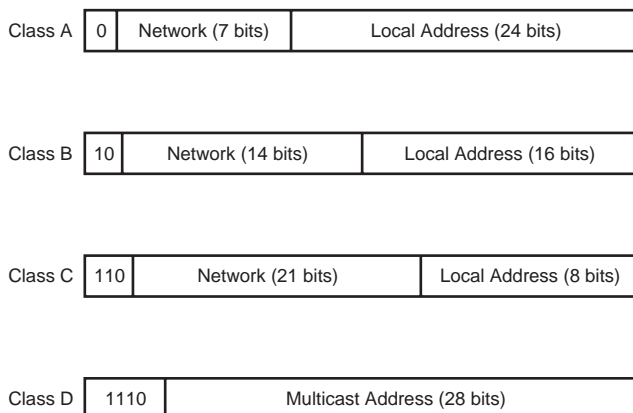 Class A 0 Network (7 bits) Local Address (24 bits)
Class B 10 Network (14 bits) Local Address (16 bits)
Class C 110 Network (21 bits) Local Address (8 bits)
Class D 1110 Multicast Address (28 bits)